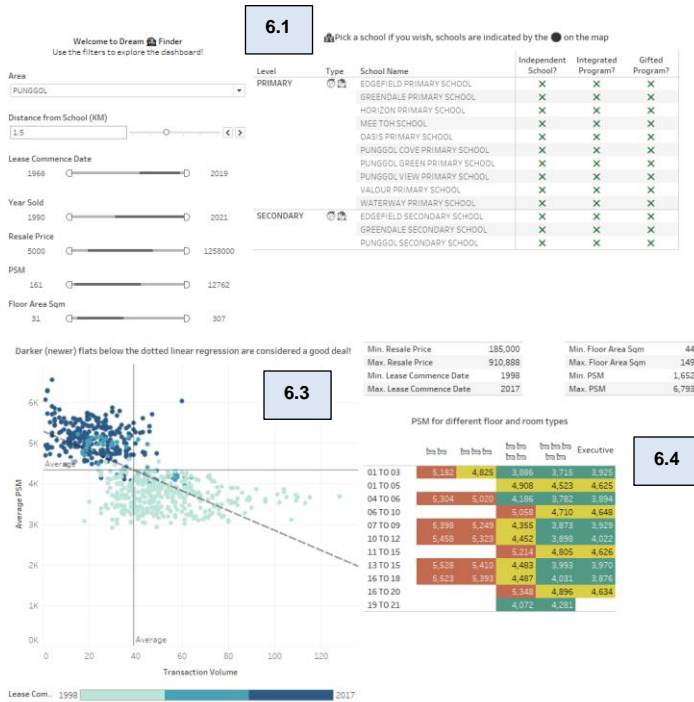 6.1
Welcome to Dream Finder
Use the filters to explore the dashboard!
Area
PUNGGOL
Distance from School (KM)
1.5
Lease Commence Date
1966 2019
Year Sold
1990 2021
Resale Price
5000 1258000
PSM
161 12762
Floor Area Sqm
31 307
Pick a school if you wish, schools are indicated by the on the map
Independent School? Integrated Program? Gifted Program?
Level Type School Name
PRIMARY EDGEFIELD PRIMARY SCHOOL
GREENDALE PRIMARY SCHOOL
HORIZON PRIMARY SCHOOL
MEE TOH SCHOOL
OASIS PRIMARY SCHOOL
PUNGGOL COVE PRIMARY SCHOOL
PUNGGOL GREEN PRIMARY SCHOOL
PUNGGOL VIEW PRIMARY SCHOOL
VALOUR PRIMARY SCHOOL
WATERWAY PRIMARY SCHOOL
SECONDARY EDGEFIELD SECONDARY SCHOOL
GREENDALE SECONDARY SCHOOL
PUNGGOL SECONDARY SCHOOL
Darker (newer) flats below the dotted linear regression are considered a good deal!
6.3
6K
5K
4K
3K
2K
1K
0K
Average PSM
Average
Average
0 20 40 60 80 100 120
Transaction Volume
Lease Com.. 1998 2017
Min. Resale Price 185,000
Max. Resale Price 910,888
Min. Lease Commence Date 1998
Max. Lease Commence Date 2017
Min. Floor Area Sqm 44
Max. Floor Area Sqm 149
Min. PSM 1,652
Max. PSM 6,793
PSM for different floor and room types
6.4
Executive
01 TO 03 5,182 4,825 3,886 3,715 3,925
01 TO 05 4,908 4,523 4,625
04 TO 06 5,304 5,020 4,186 3,782 3,894
06 TO 10 5,058 4,710 4,648
07 TO 09 5,398 5,249 4,355 3,873 3,929
10 TO 12 5,458 5,323 4,452 3,898 4,022
11 TO 15 5,214 4,805 4,626
13 TO 15 5,528 5,410 4,483 3,993 3,970
16 TO 18 5,523 5,393 4,487 4,031 3,876
16 TO 20 5,348 4,896 4,634
19 TO 21 4,072 4,281